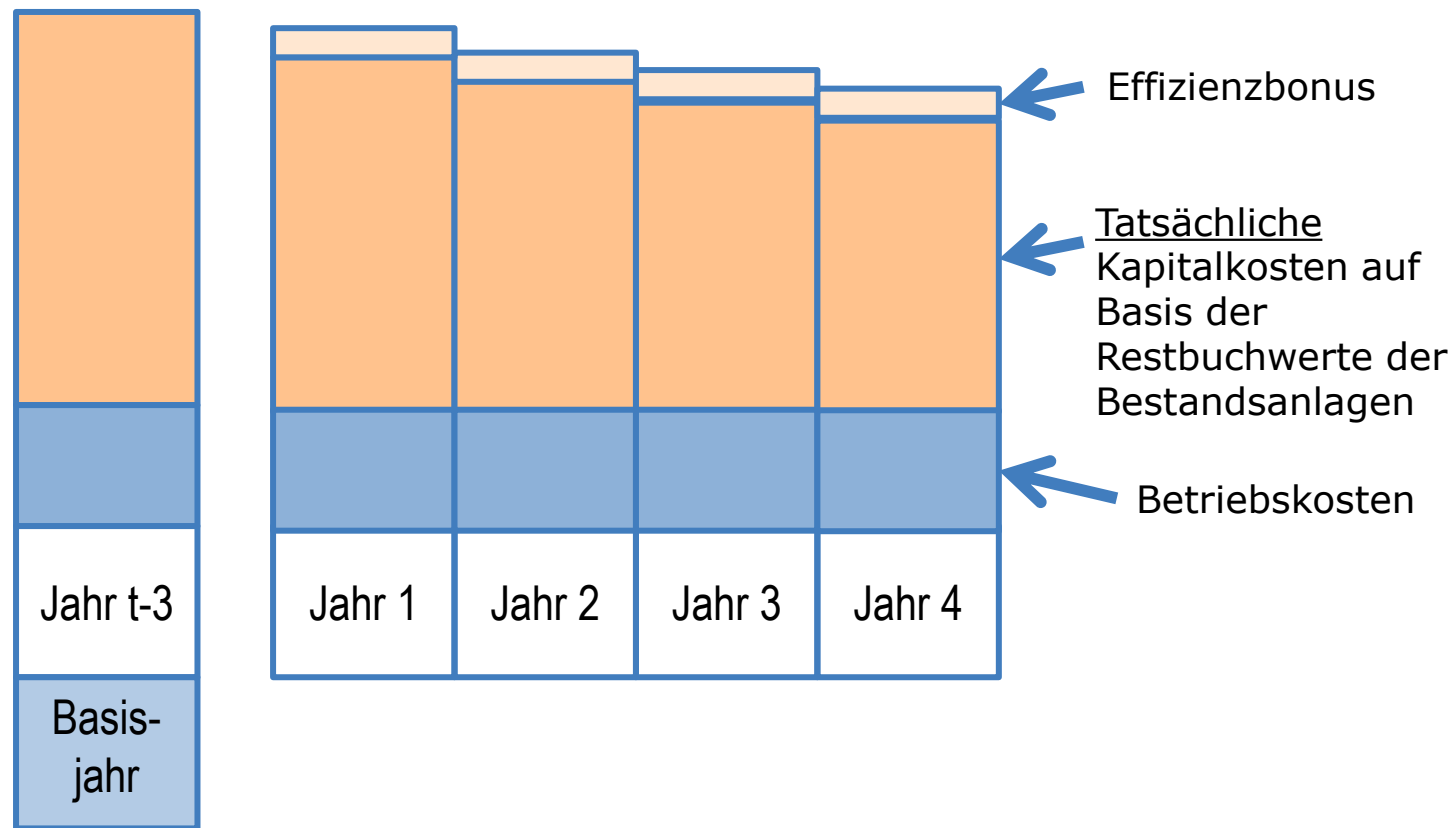 Effizienzbonus
Tatsächliche
Kapitalkosten auf
Basis der
Restbuchwerte der
Bestandsanlagen
Betriebskosten
Jahr t-3
Jahr 1
Jahr 2
Jahr 3
Jahr 4
Basis-
jahr